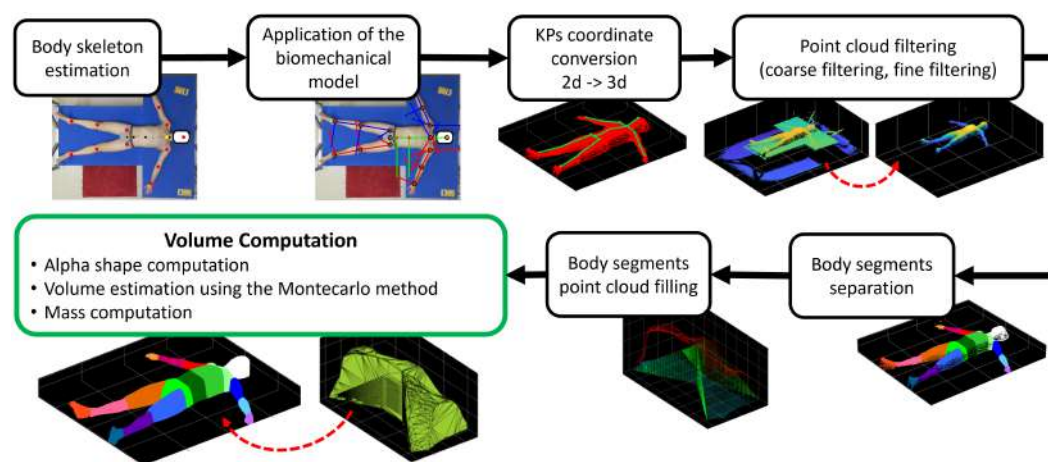 Body skeleton
estimation
Application of the
biomechanical
model
KPs coordinate
conversion
2d -> 3d
Point cloud filtering
(coarse filtering, fine filtering)
Body segments
separation
Body segments
point cloud filling
Volume Computation
• Alpha shape computation
• Volume estimation using the Montecarlo method
• Mass computation